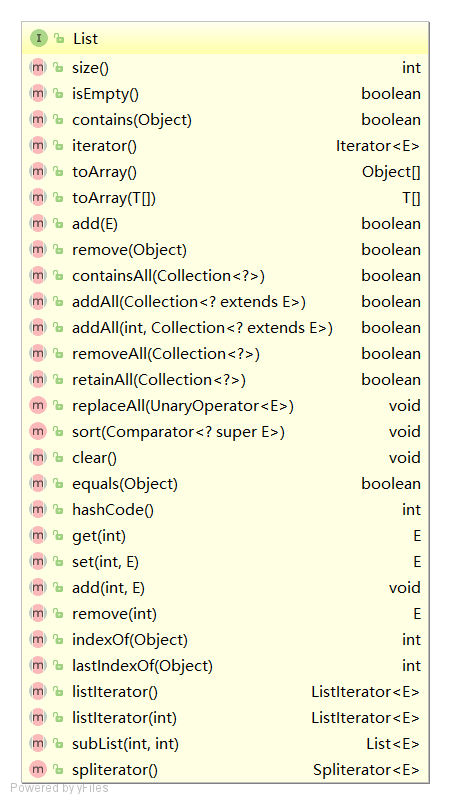 I List
m size() int
m isEmpty() boolean
m contains(Object) boolean
m iterator() Iterator<E>
m toArray() Object[]
m toArray(T[]) T[]
m add(E) boolean
m remove(Object) boolean
m containsAll(Collection<?>) boolean
m addAll(Collection<? extends E>) boolean
m addAll(int, Collection<? extends E>) boolean
m removeAll(Collection<?>) boolean
m retainAll(Collection<?>) boolean
m replaceAll(UnaryOperator<E>) void
m sort(Comparator<? super E>) void
m clear() void
m equals(Object) boolean
m hashCode() int
m get(int) E
m set(int, E) E
m add(int, E) void
m remove(int) E
m indexOf(Object) int
m lastIndexOf(Object) int
m listIterator() ListIterator<E>
m listIterator(int) ListIterator<E>
m subList(int, int) List<E>
m spliterator() Spliterator<E>
Powered by yFiles